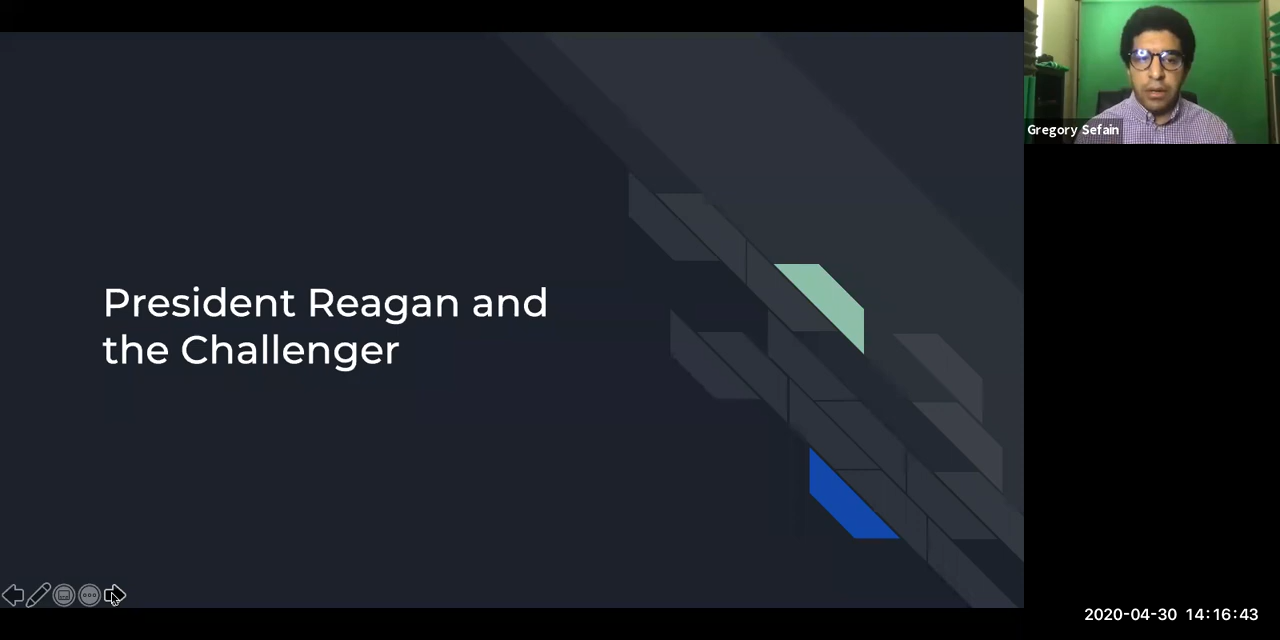 President Reagan and
the Challenger
Gregory Sefain
2020-04-30 14:16:43